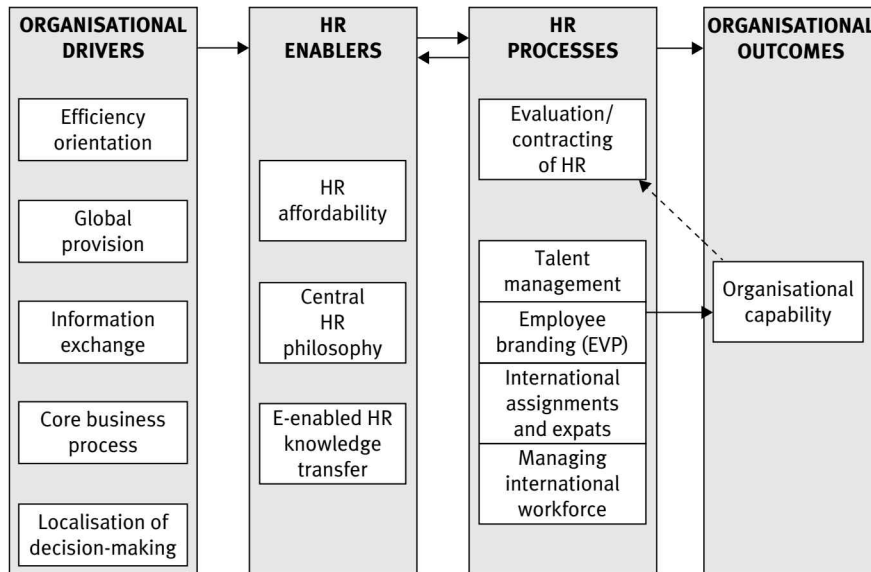 ORGANISATIONAL
DRIVERS
Efficiency
orientation
Global
provision
Information
exchange
Core business
process
Localisation of
decision-making
HR
ENABLERS
HR
affordability
Central
HR
philosophy
E-enabled HR
knowledge
transfer
HR
PROCESSES
Evaluation/
contracting
of HR
Talent
management
Employee
branding (EVP)
International
assignments
and expats
Managing
international
workforce
ORGANISATIONAL
OUTCOMES
Organisational
capability